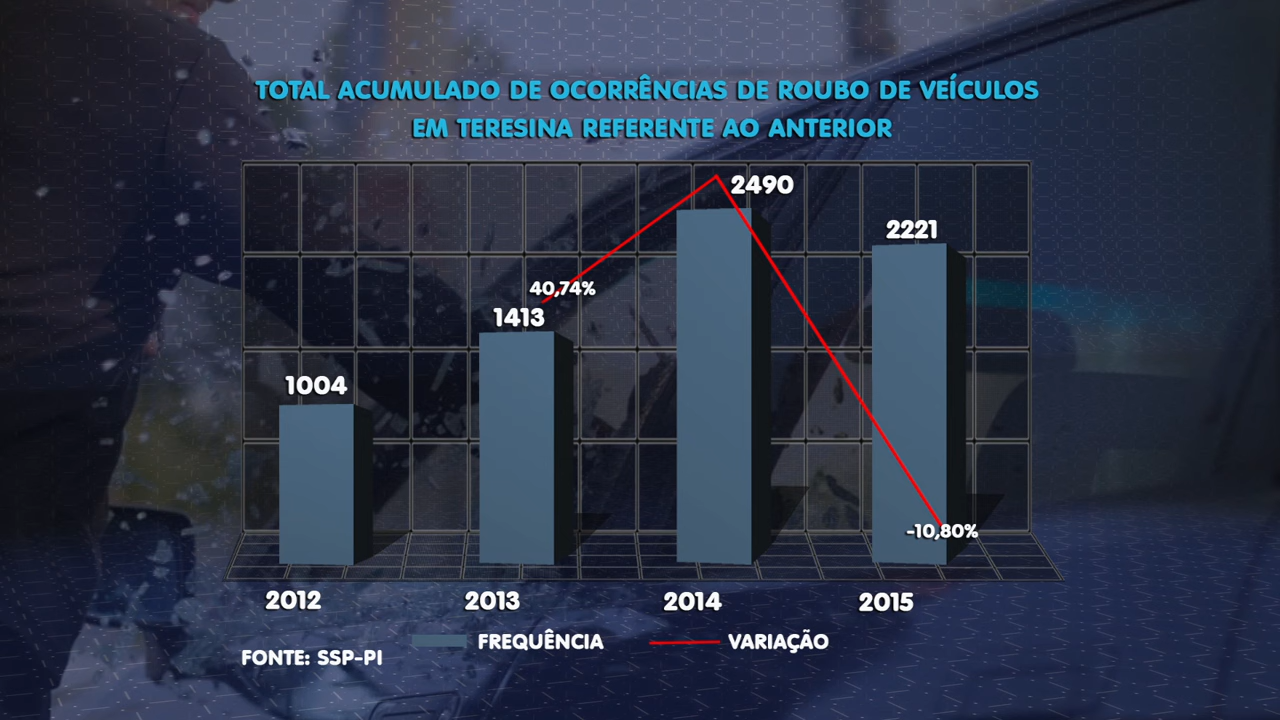 TOTAL ACUMULADO DE OCORRÊNCIAS DE ROUBO DE VEÍCULOS
EM TERESINA REFERENTE AO ANTERIOR
2490
2221
40,74%
1413
1004
-10,80%
2012
2013
2014
2015
FREQUÊNCIA
VARIAÇÃO
FONTE: SSP-PI